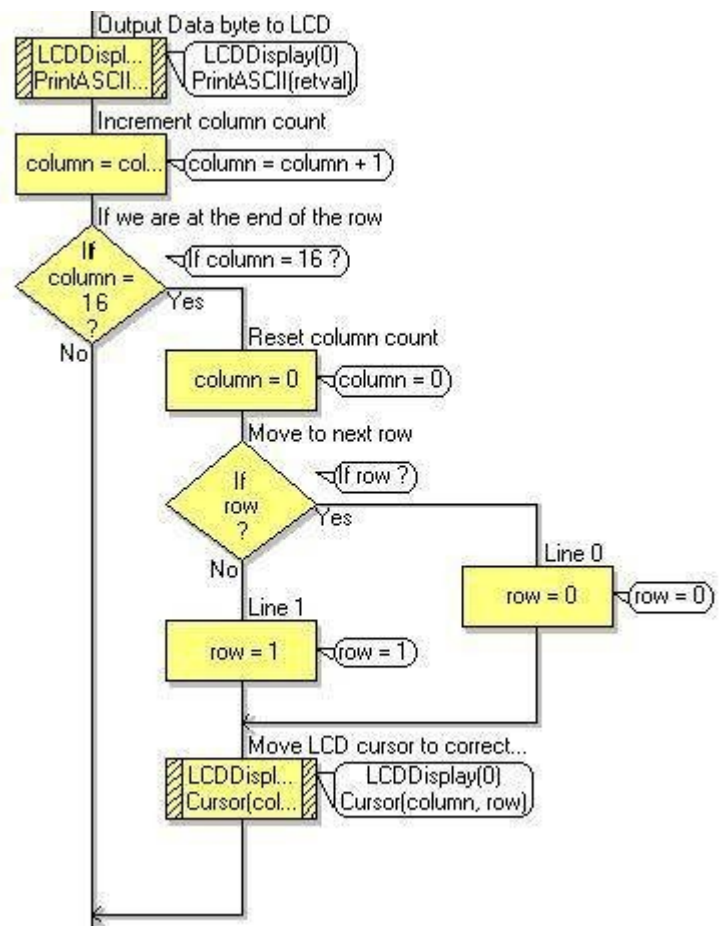 Output Data byte to LCD
LCDDispl...
PrintASCII...
LCDDisplay(0)
PrintASCII(retval)
Increment column count
column = col...
column = column + 1
If we are at the end of the row
If
column =
16
?
If column = 16 ?
Yes
No
Reset column count
column = 0
column = 0
Move to next row
If
row
?
If row ?
Yes
No
Line 0
row = 0
row = 0
Line 1
row = 1
row = 1
Move LCD cursor to correct...
LCDDispl...
Cursor(col...
LCDDisplay(0)
Cursor(column, row)